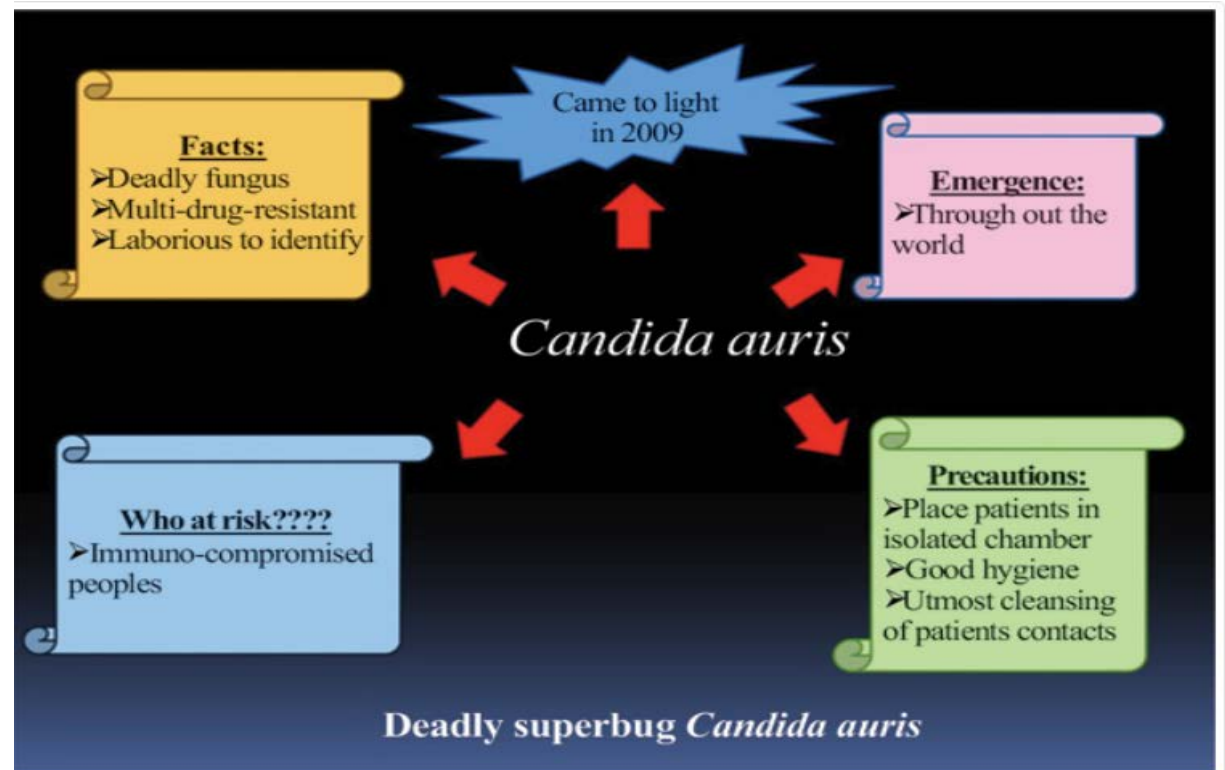 Facts:
➢Deadly fungus
➢Multi-drug-resistant
➢Laborious to identify
Came to light
in 2009
Emergence:
➢Through out the
world
Candida auris
Who at risk????
➢Immuno-compromised
peoples
Precautions:
➢Place patients in
isolated chamber
➢Good hygiene
➢Utmost cleansing
of patients contacts
Deadly superbug Candida auris